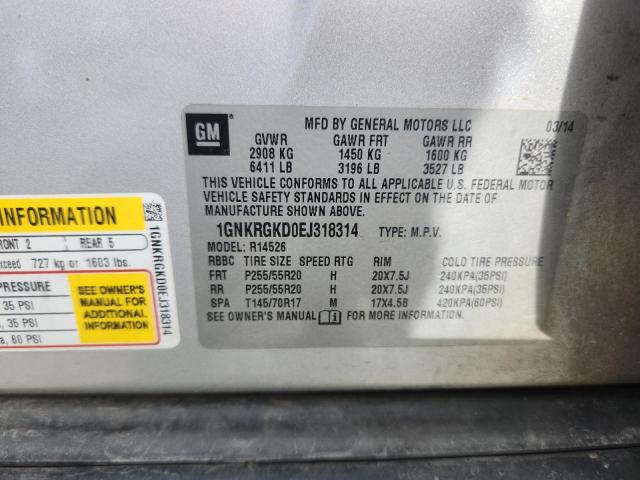 GM
MFD BY GENERAL MOTORS LLC 03/14
GVWR GAWR FRT GAWR RR
2908 KG 1450 KG 1600 KG
6411 LB 3196 LB 3527 LB
THIS VEHICLE CONFORMS TO ALL APPLICABLE U.S. FEDERAL MOTOR
VEHICLE SAFETY STANDARDS IN EFFECT ON THE DATE OF
MANUFACTURE SHOWN ABOVE.
1GNKRGKD0EJ318314 TYPE: M.P.V.
MODEL: R14526
RBBC TIRE SIZE SPEED RTG RIM COLD TIRE PRESSURE
FRT P255/55R20 H 20X7.5J 240KPA(35PSI)
RR P255/55R20 H 20X7.5J 240KPA(35PSI)
SPA T145/70R17 M 17X4.5B 420KPA(60PSI)
SEE OWNER'S MANUAL FOR MORE INFORMATION.
INFORMATION
FRONT 2 REAR 5
exceed 727 kg or 1603 lbs.
PRESSURE
35 PSI
35 PSI
60 PSI
SEE OWNER'S
MANUAL FOR
ADDITIONAL
INFORMATION
1GNKRGKD0EJ318314